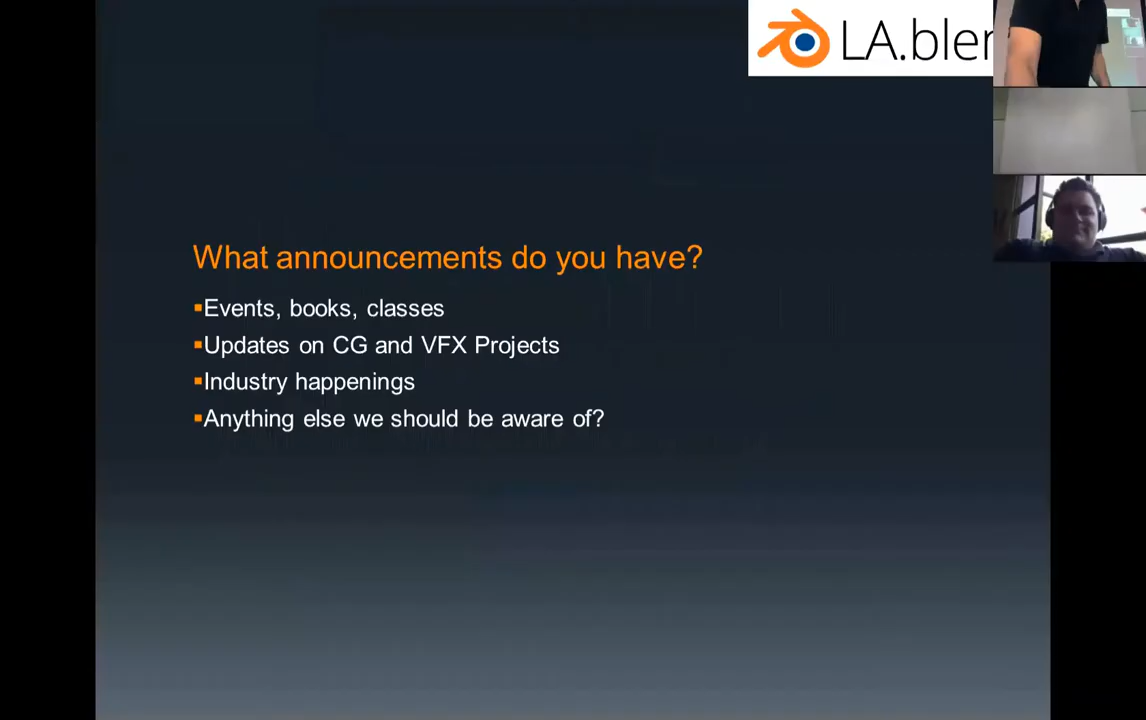 LA.blen
What announcements do you have?
▪Events, books, classes
▪Updates on CG and VFX Projects
▪Industry happenings
▪Anything else we should be aware of?